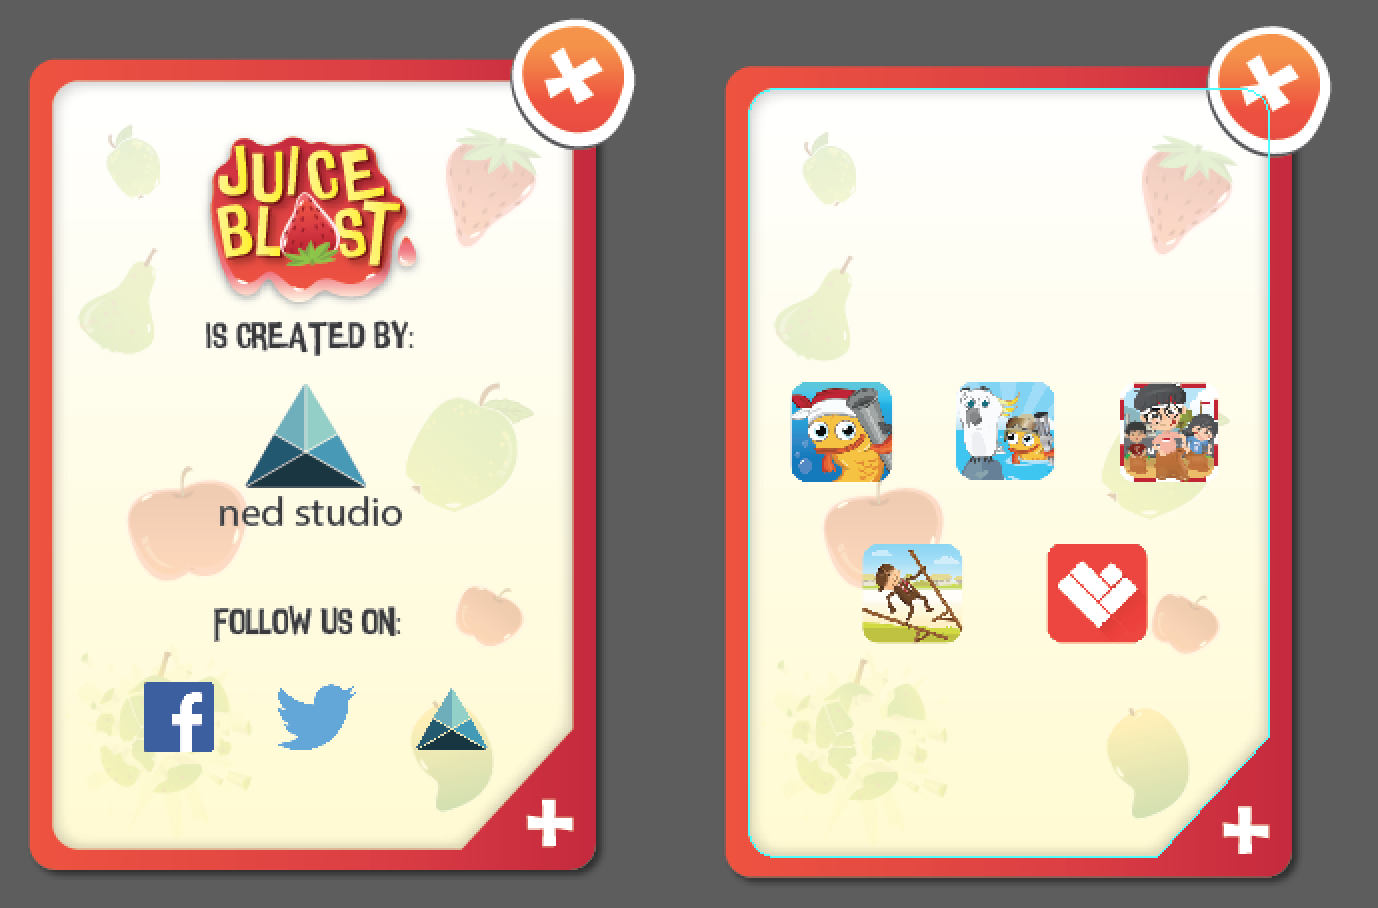 JUICE
BLAST
IS CREATED BY:
ned studio
FOLLOW US ON:
f